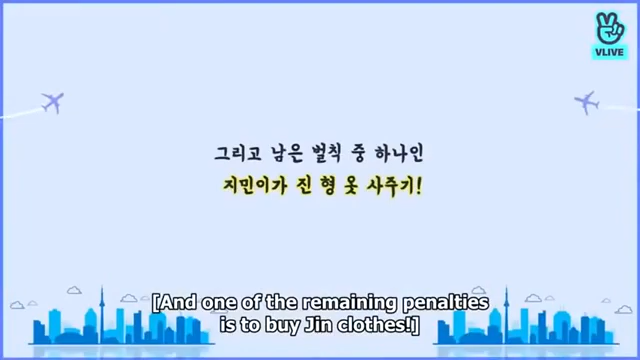 VLIVE
그리고 남은 벌칙 중 하나인
지민이가 진 형 옷 사주기!
[And one of the remaining penalties
is to buy Jin clothes!]